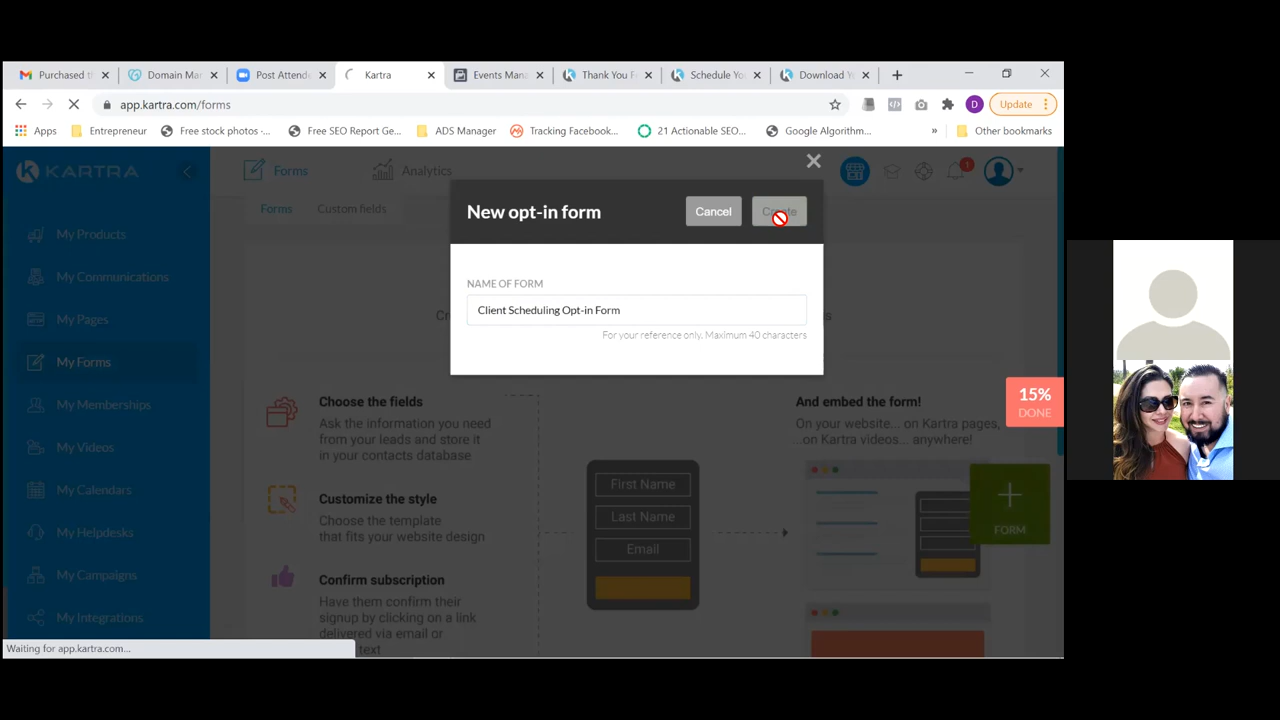 Purchased th
Domain Mar
Post Attende
Kartra
Events Mana
Thank You F
Schedule Yo
Download Y
app.kartra.com/forms
D
Update
Apps
Entrepreneur
Free stock photos -...
Free SEO Report Ge...
ADS Manager
Tracking Facebook...
21 Actionable SEO...
Google Algorithm...
»
Other bookmarks
KARTRA
Forms
Analytics
1
Forms
Custom fields
New opt-in form
Cancel
Create
NAME OF FORM
Client Scheduling Opt-in Form
For your reference only. Maximum 40 characters
My Products
My Communications
My Pages
My Forms
My Memberships
My Videos
My Calendars
My Helpdesks
My Campaigns
My Integrations
Choose the fields
Ask the information you need
from your leads and store it
in your contacts database
Customize the style
Choose the template
that fits your website design
Confirm subscription
Have them confirm their
signup by clicking on a link
delivered via email or
text
First Name
Last Name
Email
And embed the form!
On your website... on Kartra pages,
...on Kartra videos... anywhere!
15%
DONE
FORM
Waiting for app.kartra.com...